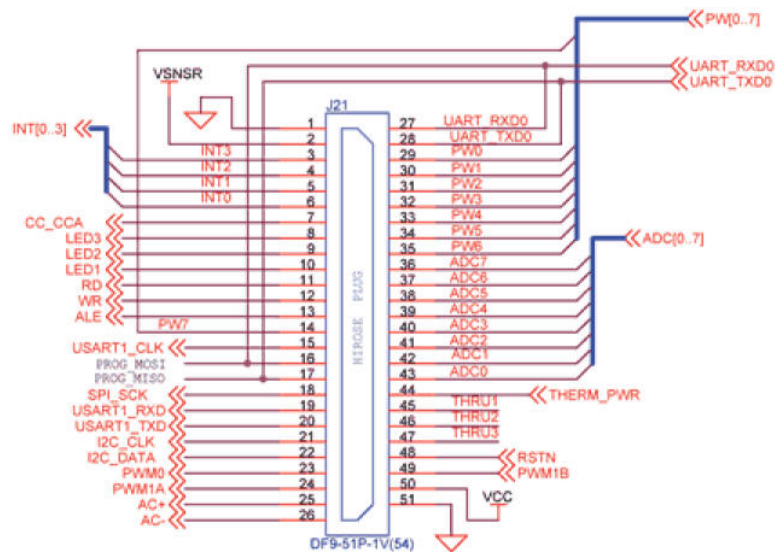 PW[0..7]
UART_RXD0
UART_TXD0
VSNSR
J21
INT[0..3]
1 27 UART_RXD0
2 28 UART_TXD0
INT3 3 29 PW0
INT2 4 30 PW1
INT1 5 31 PW2
INT0 6 32 PW3
CC_CCA 7 33 PW4
LED3 8 34 PW5
LED2 9 35 PW6
ADC[0..7]
LED1 10 36 ADC7
RD 11 37 ADC6
WR 12 38 ADC5
ALE 13 39 ADC4
PW7 14 40 ADC3
USART1_CLK 15 41 ADC2
PROG_MOSI 16 42 ADC1
PROG_MISO 17 43 ADC0
SPI_SCK 18 44 THERM_PWR
USART1_RXD 19 45 THRU1
USART1_TXD 20 46 THRU2
I2C_CLK 21 47 THRU3
I2C_DATA 22 48 RSTN
PWM0 23 49 PWM1B
PWM1A 24 50 VCC
AC+ 25 51
AC- 26
HIROSE PLUG
DF9-51P-1V(54)